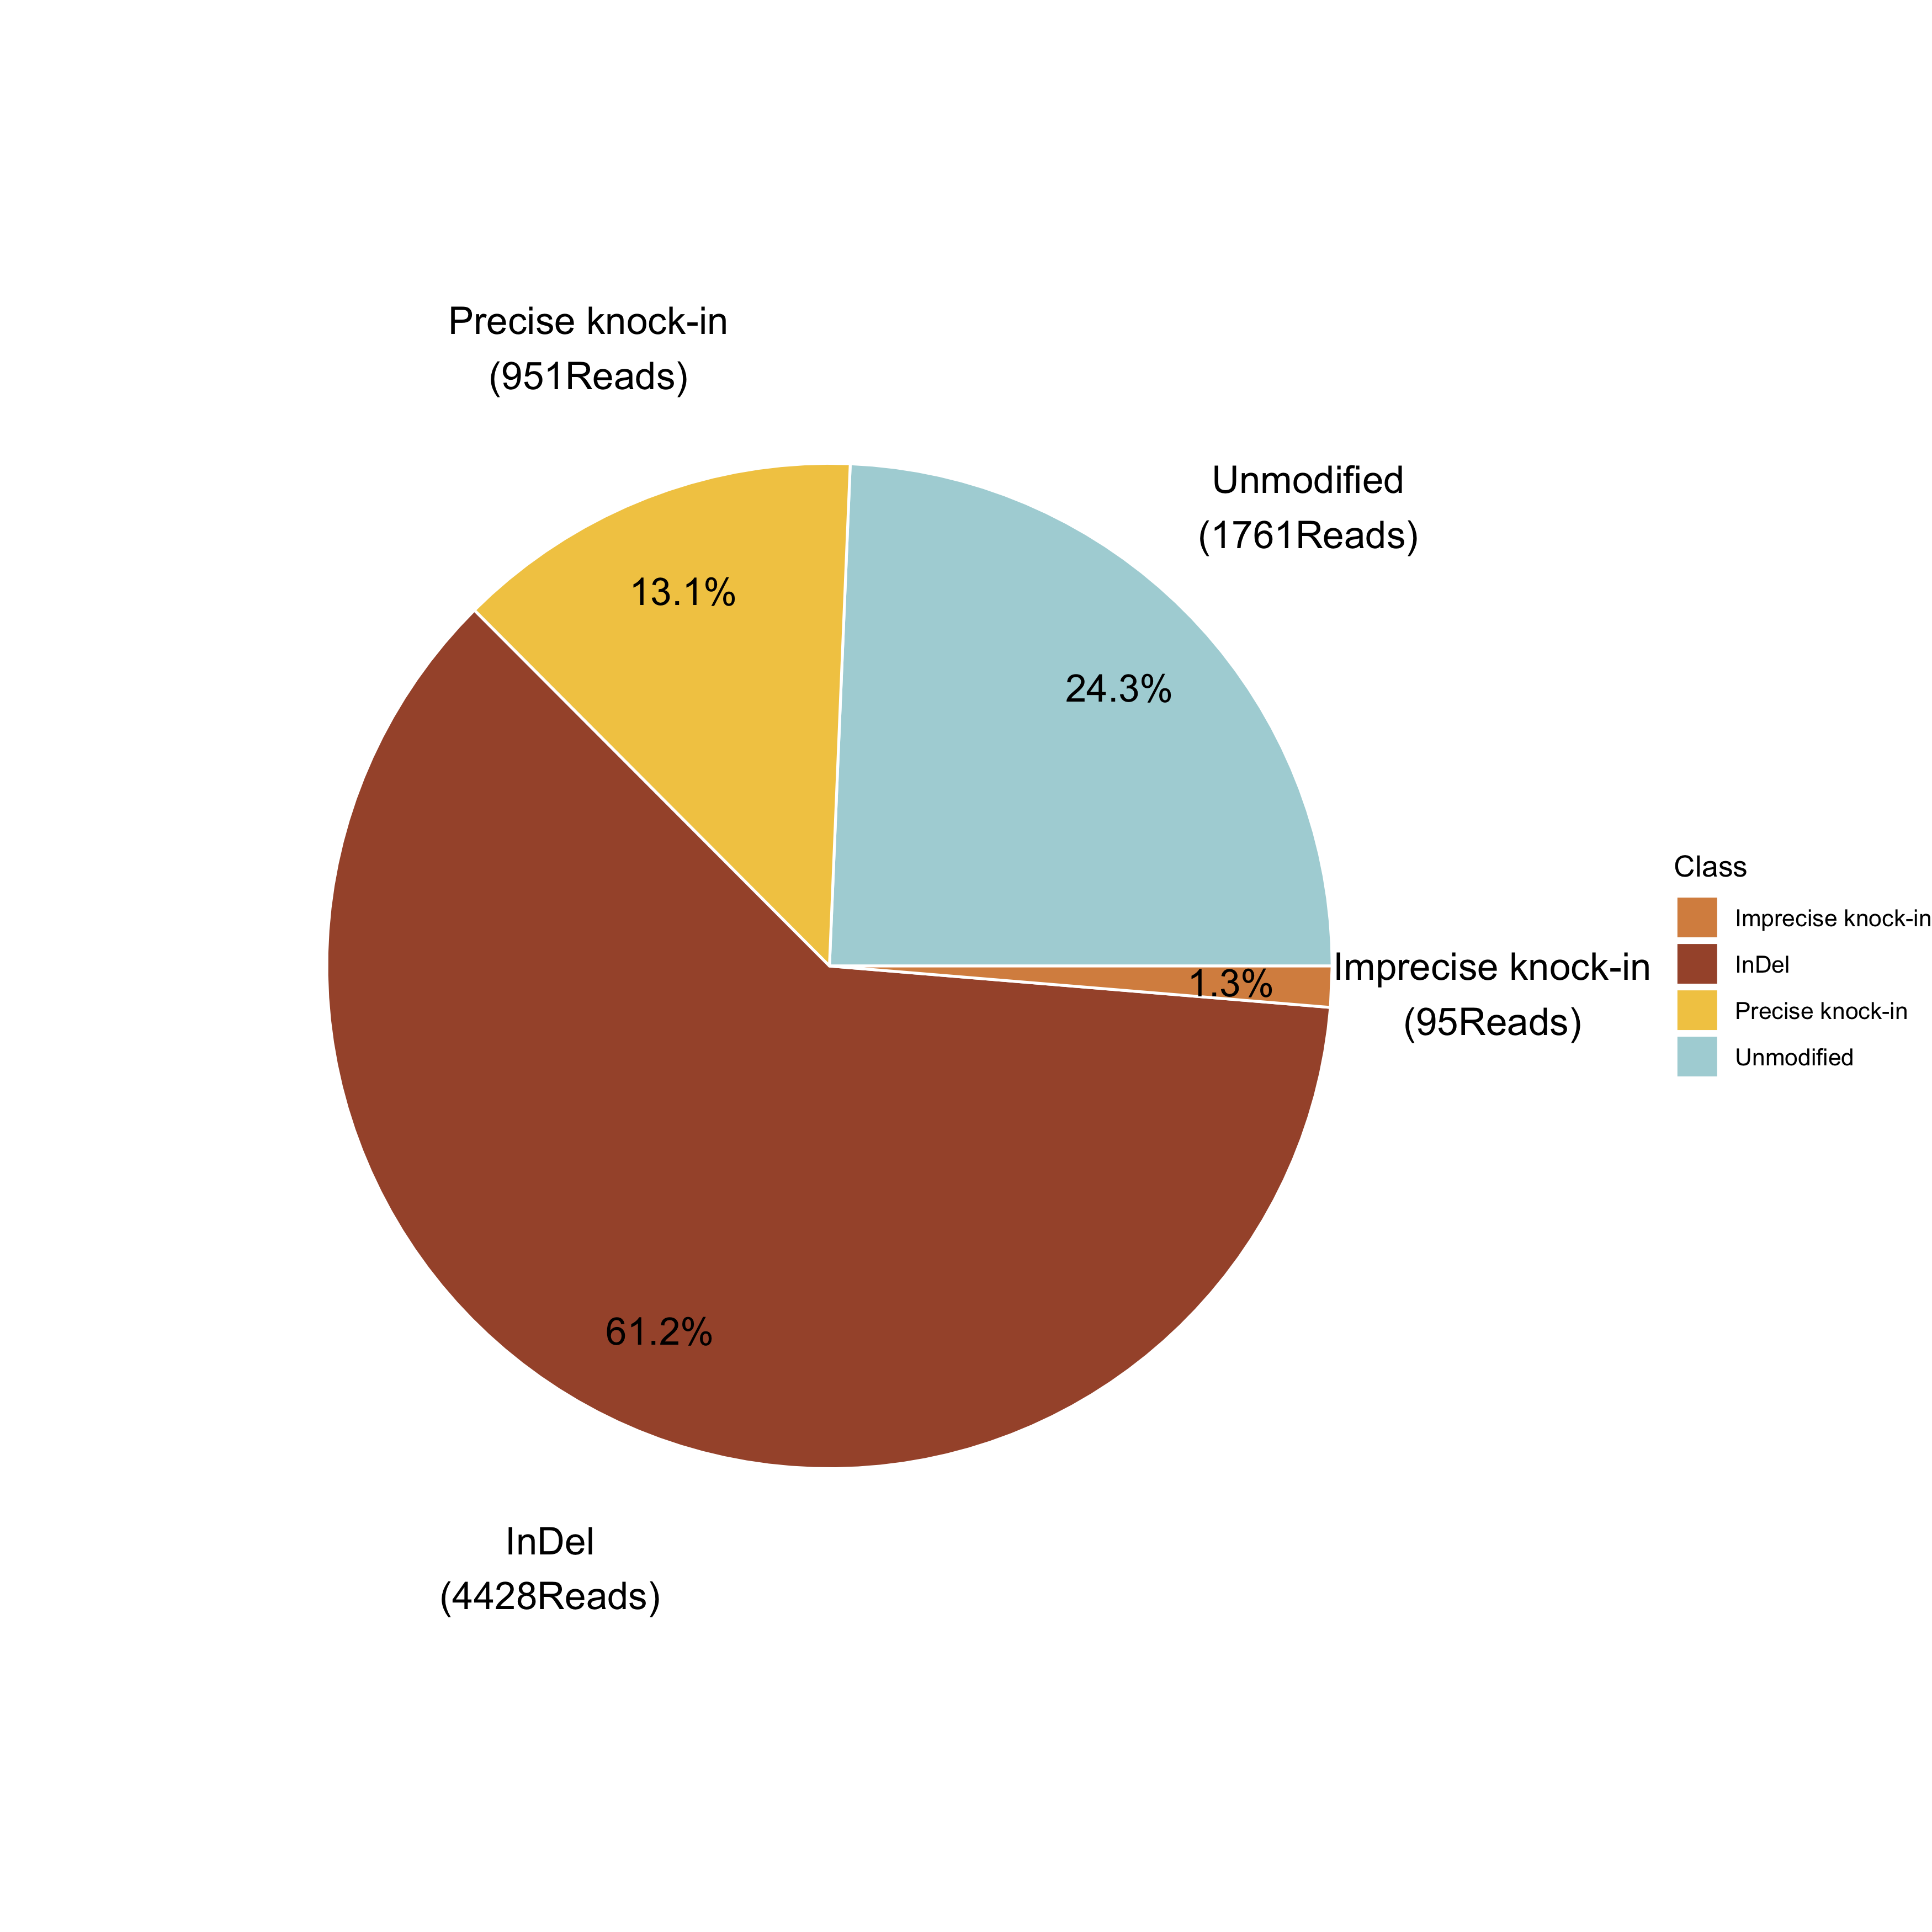 Precise knock-in
(951Reads)
Unmodified
(1761Reads)
13.1%
24.3%
Imprecise knock-in
(95Reads)
1.3%
61.2%
InDel
(4428Reads)
Class
Imprecise knock-in
InDel
Precise knock-in
Unmodified